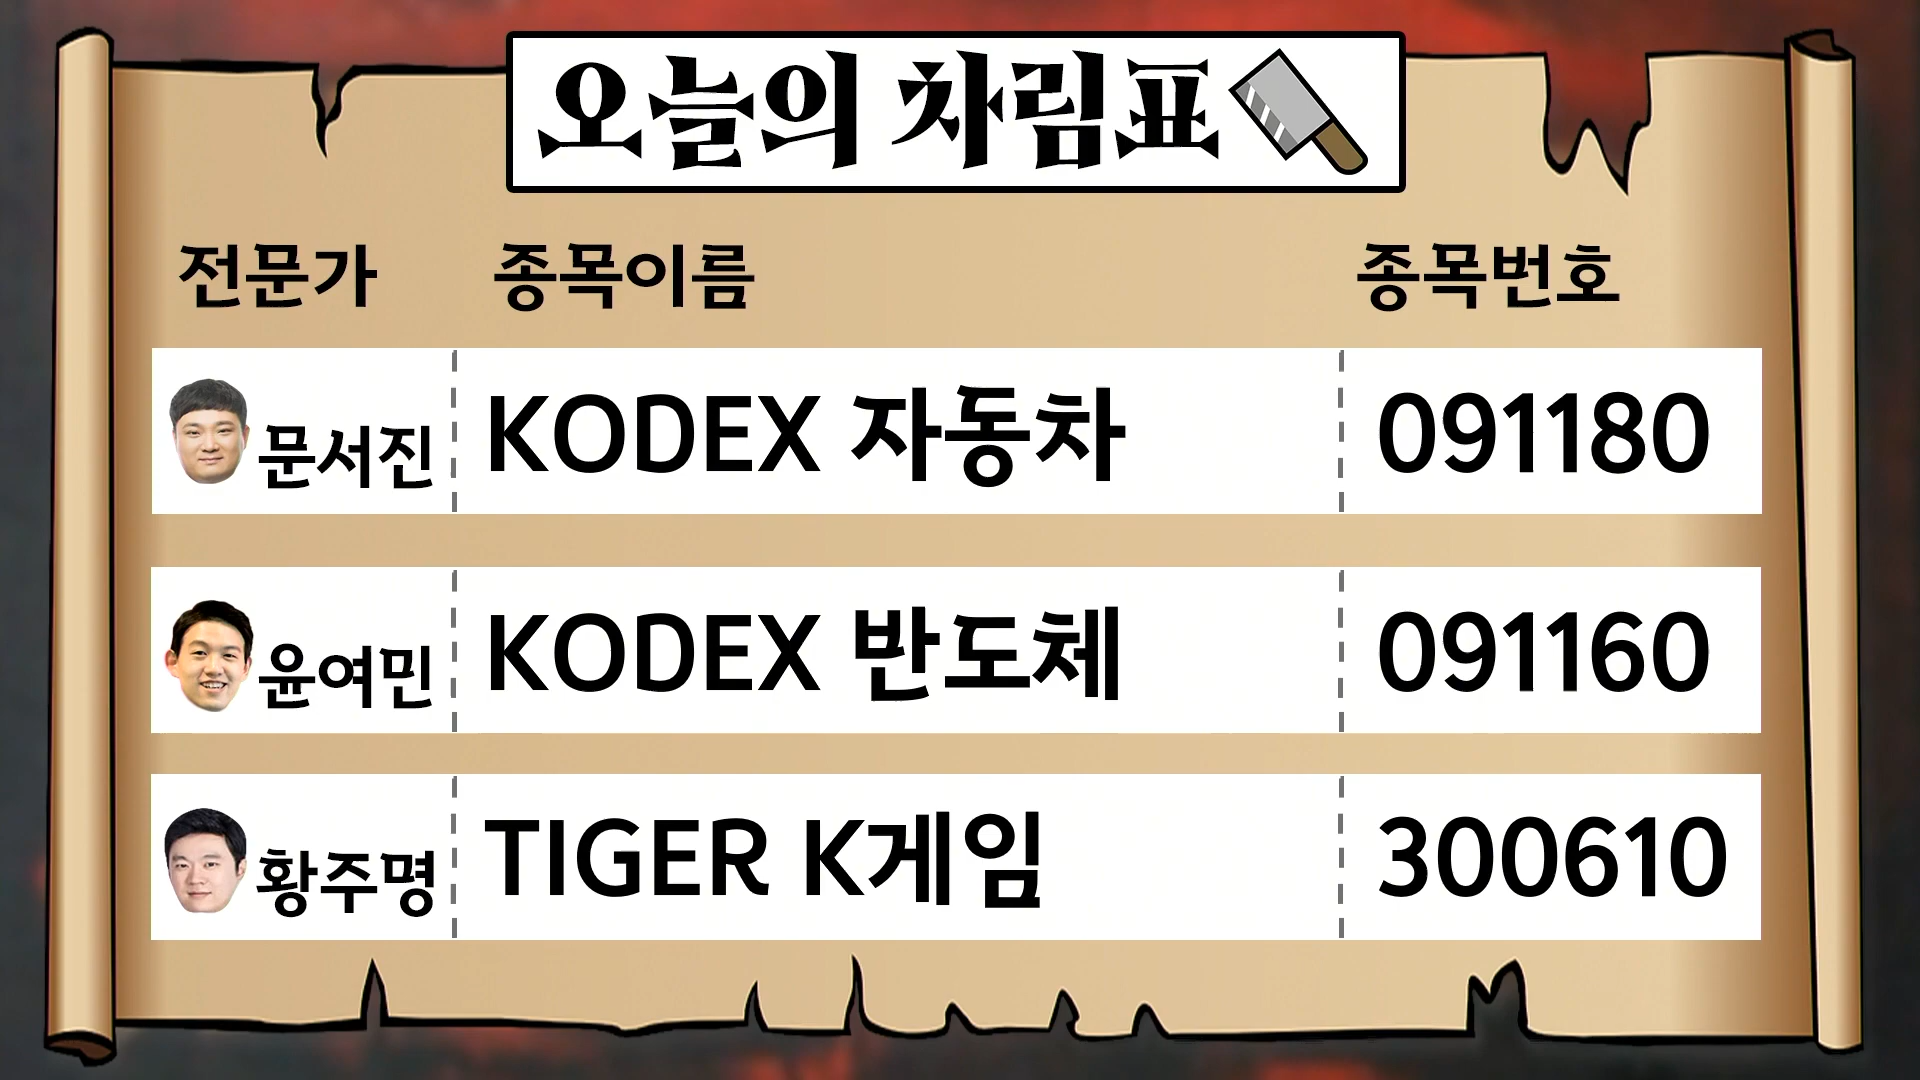 오늘의 차림표
전문가 종목이름 종목번호
문서진 KODEX 자동차 091180
윤여민 KODEX 반도체 091160
황주명 TIGER K게임 300610